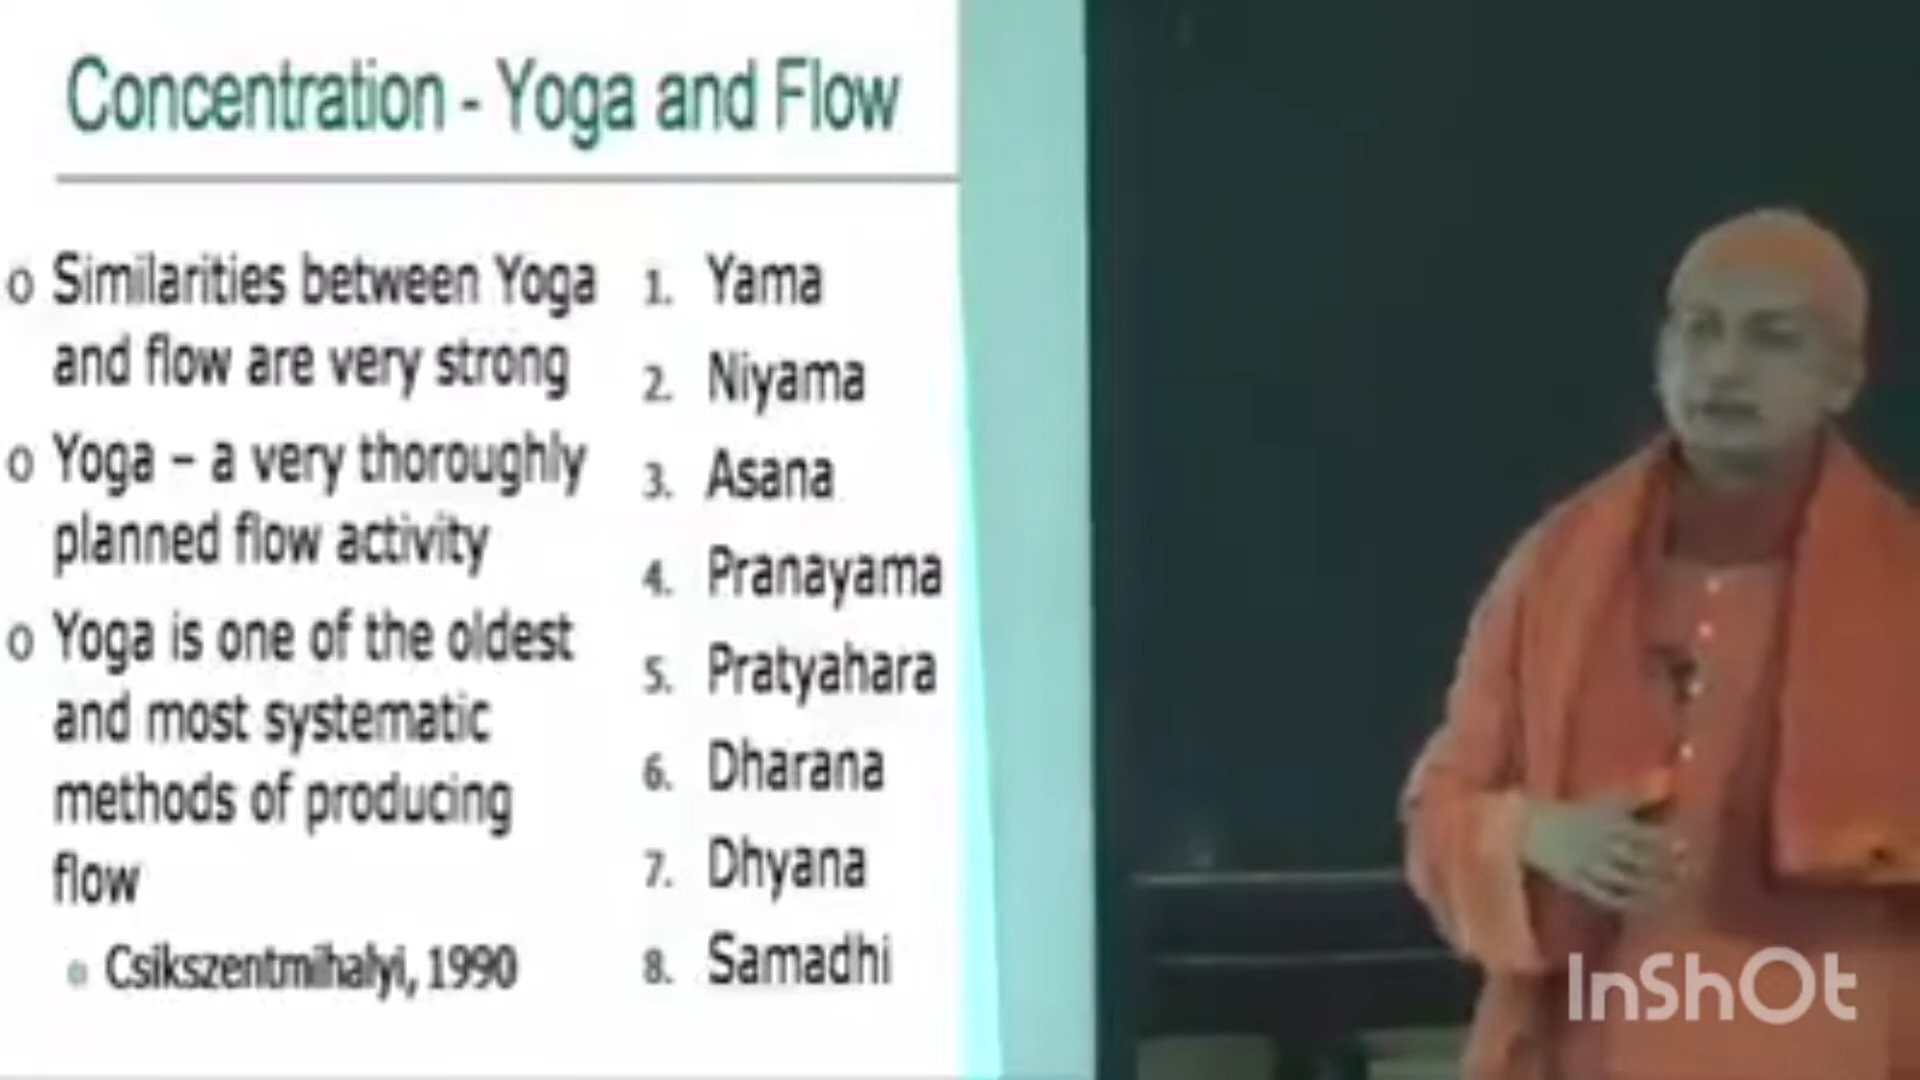 Concentration - Yoga and Flow
o Similarities between Yoga
and flow are very strong
o Yoga – a very thoroughly
planned flow activity
o Yoga is one of the oldest
and most systematic
methods of producing
flow
o Csikszentmihalyi, 1990
1. Yama
2. Niyama
3. Asana
4. Pranayama
5. Pratyahara
6. Dharana
7. Dhyana
8. Samadhi
InShOt